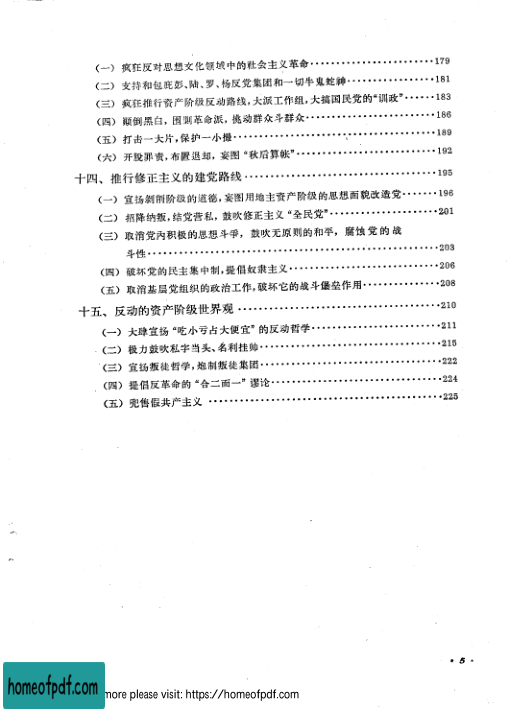 (一) 疯狂反对思想文化领域中的社会主义革命………………………179
(二) 支持和包庇彭、陆、罗、杨反党集团和一切牛鬼蛇神………………181
(三) 疯狂推行资产阶级反动路线,大派工作组,大搞国民党的“训政”……183
(四) 颠倒黑白,围剿革命派,挑动群众斗群众………………………186
(五) 打击一大片,保护一小撮………………………………………189
(六) 开脱罪责,布置退却,妄图“秋后算帐”…………………………192
十四、推行修正主义的建党路线………………………………………195
(一) 宣扬剥削阶级的道德,妄图用地主资产阶级的思想面貌改造党……196
(二) 招降纳叛,结党营私,鼓吹修正主义“全民党”……………………201
(三) 取消党内积极的思想斗争,鼓吹无原则的和平,腐蚀党的战
斗性………………………………………………………………203
(四) 破坏党的民主集中制,提倡奴隶主义……………………………206
(五) 取消基层党组织的政治工作,破坏它的战斗堡垒作用……………208
十五、反动的资产阶级世界观…………………………………………210
(一) 大肆宣扬“吃小亏占大便宜”的反动哲学………………………211
(二) 极力鼓吹私字当头、名利挂帅……………………………………215
(三) 宣扬叛徒哲学,炮制叛徒集团……………………………………222
(四) 提倡反革命的“合二而一”谬论…………………………………224
(五) 兜售假共产主义…………………………………………………225
• 5 •
homeofpdf.com
more please visit: https://homeofpdf.com